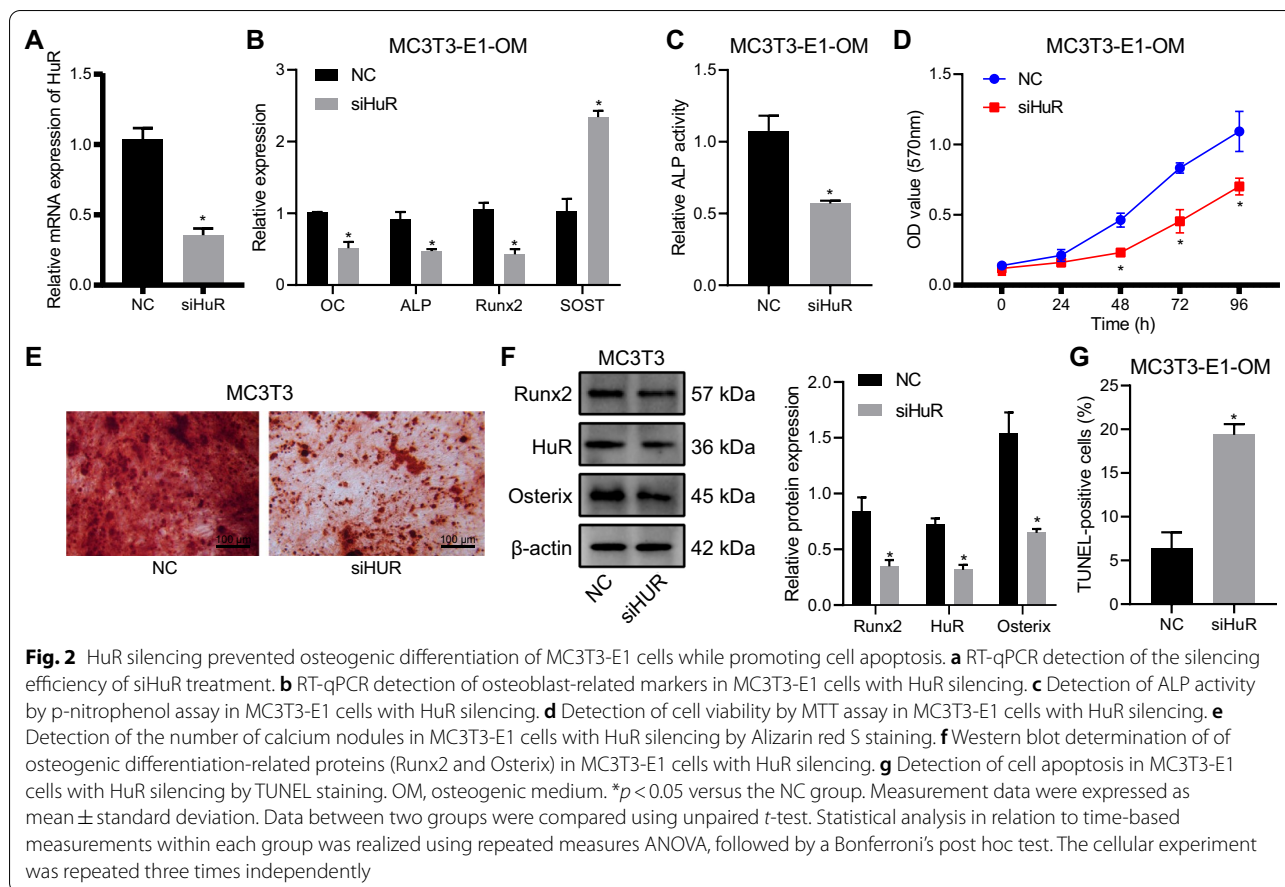 A
Relative mRNA expression of HuR
1.5
1.0
0.5
0.0
*
NC
siHuR
B
MC3T3-E1-OM
Relative expression
3
2
1
0
NC
siHuR
*
*
*
*
OC
ALP
Runx2
SOST
C
MC3T3-E1-OM
Relative ALP activity
1.5
1.0
0.5
0.0
*
NC
siHuR
D
MC3T3-E1-OM
OD value (570nm)
1.5
1.0
0.5
0.0
NC
siHuR
*
*
*
0
24
48
72
96
Time (h)
E
MC3T3
100 μm
100 μm
NC
siHUR
F
MC3T3
Runx2
57 kDa
HuR
36 kDa
Osterix
45 kDa
β-actin
42 kDa
NC
siHUR
Relative protein expression
2.0
1.5
1.0
0.5
0.0
NC
siHuR
*
*
*
Runx2
HuR
Osterix
G
MC3T3-E1-OM
TUNEL-positive cells (%)
25
20
15
10
5
0
*
NC
siHuR
Fig. 2 HuR silencing prevented osteogenic differentiation of MC3T3-E1 cells while promoting cell apoptosis. a RT-qPCR detection of the silencing
efficiency of siHuR treatment. b RT-qPCR detection of osteoblast-related markers in MC3T3-E1 cells with HuR silencing. c Detection of ALP activity
by p-nitrophenol assay in MC3T3-E1 cells with HuR silencing. d Detection of cell viability by MTT assay in MC3T3-E1 cells with HuR silencing. e
Detection of the number of calcium nodules in MC3T3-E1 cells with HuR silencing by Alizarin red S staining. f Western blot determination of of
osteogenic differentiation-related proteins (Runx2 and Osterix) in MC3T3-E1 cells with HuR silencing. g Detection of cell apoptosis in MC3T3-E1
cells with HuR silencing by TUNEL staining. OM, osteogenic medium. *p < 0.05 versus the NC group. Measurement data were expressed as
mean ± standard deviation. Data between two groups were compared using unpaired t-test. Statistical analysis in relation to time-based
measurements within each group was realized using repeated measures ANOVA, followed by a Bonferroni's post hoc test. The cellular experiment
was repeated three times independently